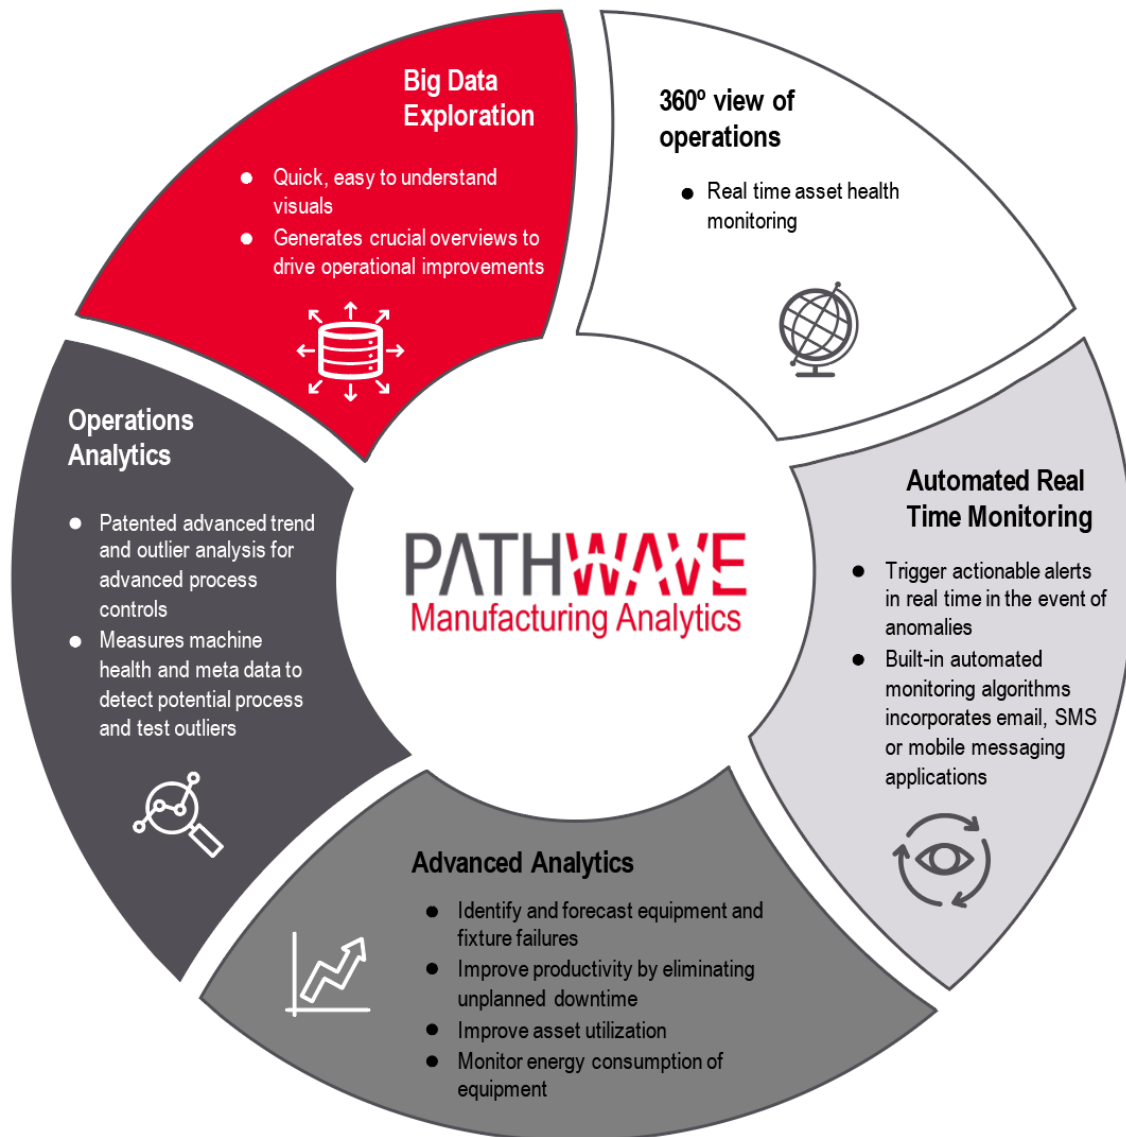 Big Data
Exploration
● Quick, easy to understand
visuals
● Generates crucial overviews to
drive operational improvements
360º view of
operations
● Real time asset health
monitoring
Automated Real
Time Monitoring
● Trigger actionable alerts
in real time in the event of
anomalies
● Built-in automated
monitoring algorithms
incorporates email, SMS
or mobile messaging
applications
Advanced Analytics
● Identify and forecast equipment and
fixture failures
● Improve productivity by eliminating
unplanned downtime
● Improve asset utilization
● Monitor energy consumption of
equipment
Operations
Analytics
● Patented advanced trend
and outlier analysis for
advanced process
controls
● Measures machine
health and meta data to
detect potential process
and test outliers
PATHWAVE
Manufacturing Analytics